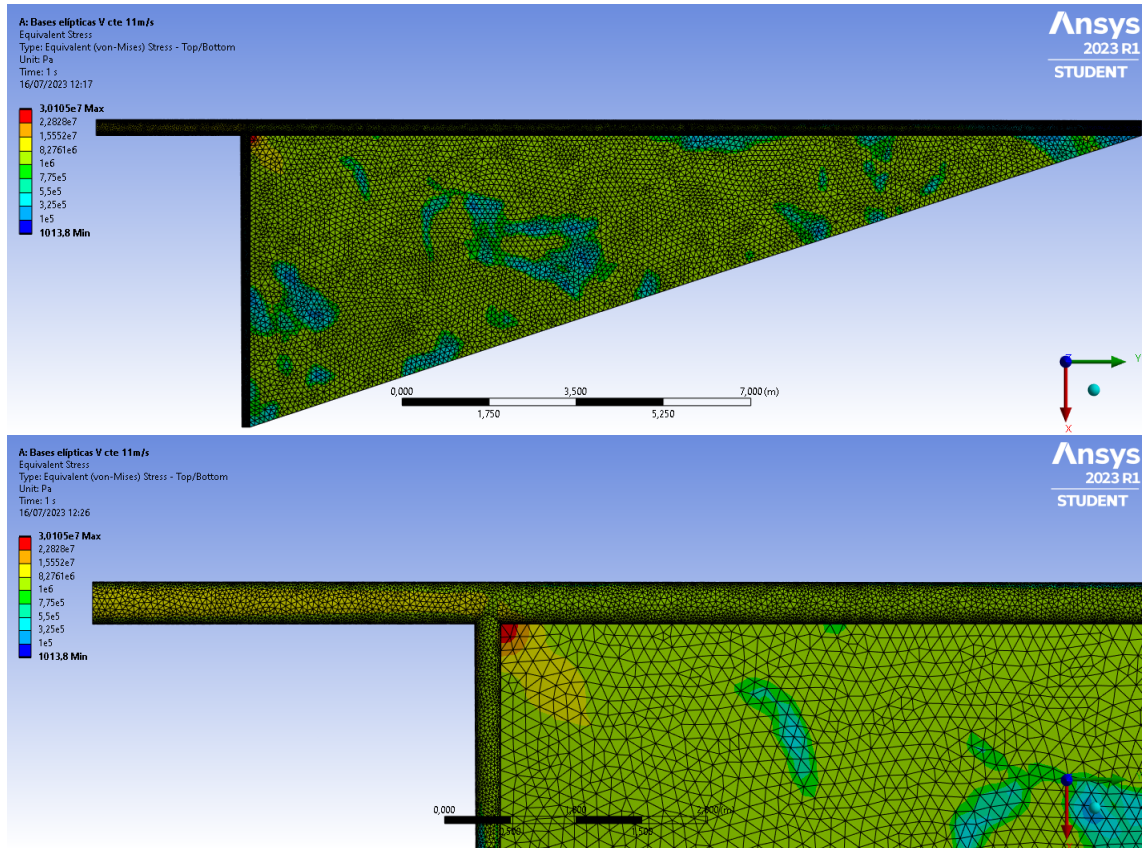 A: Bases elípticas V cte 11m/s
Equivalent Stress
Type: Equivalent (von-Mises) Stress - Top/Bottom
Unit: Pa
Time: 1 s
16/07/2023 12:17
3,0105e7 Max
2,2828e7
1,5552e7
8,2761e6
1e6
7,75e5
5,5e5
3,25e5
1e5
1013,8 Min
Ansys
2023 R1
STUDENT
0,000 3,500 7,000 (m)
1,750 5,250
Z
Y
X
A: Bases elípticas V cte 11m/s
Equivalent Stress
Type: Equivalent (von-Mises) Stress - Top/Bottom
Unit: Pa
Time: 1 s
16/07/2023 12:26
3,0105e7 Max
2,2828e7
1,5552e7
8,2761e6
1e6
7,75e5
5,5e5
3,25e5
1e5
1013,8 Min
Ansys
2023 R1
STUDENT
0,000 (m)
1,500